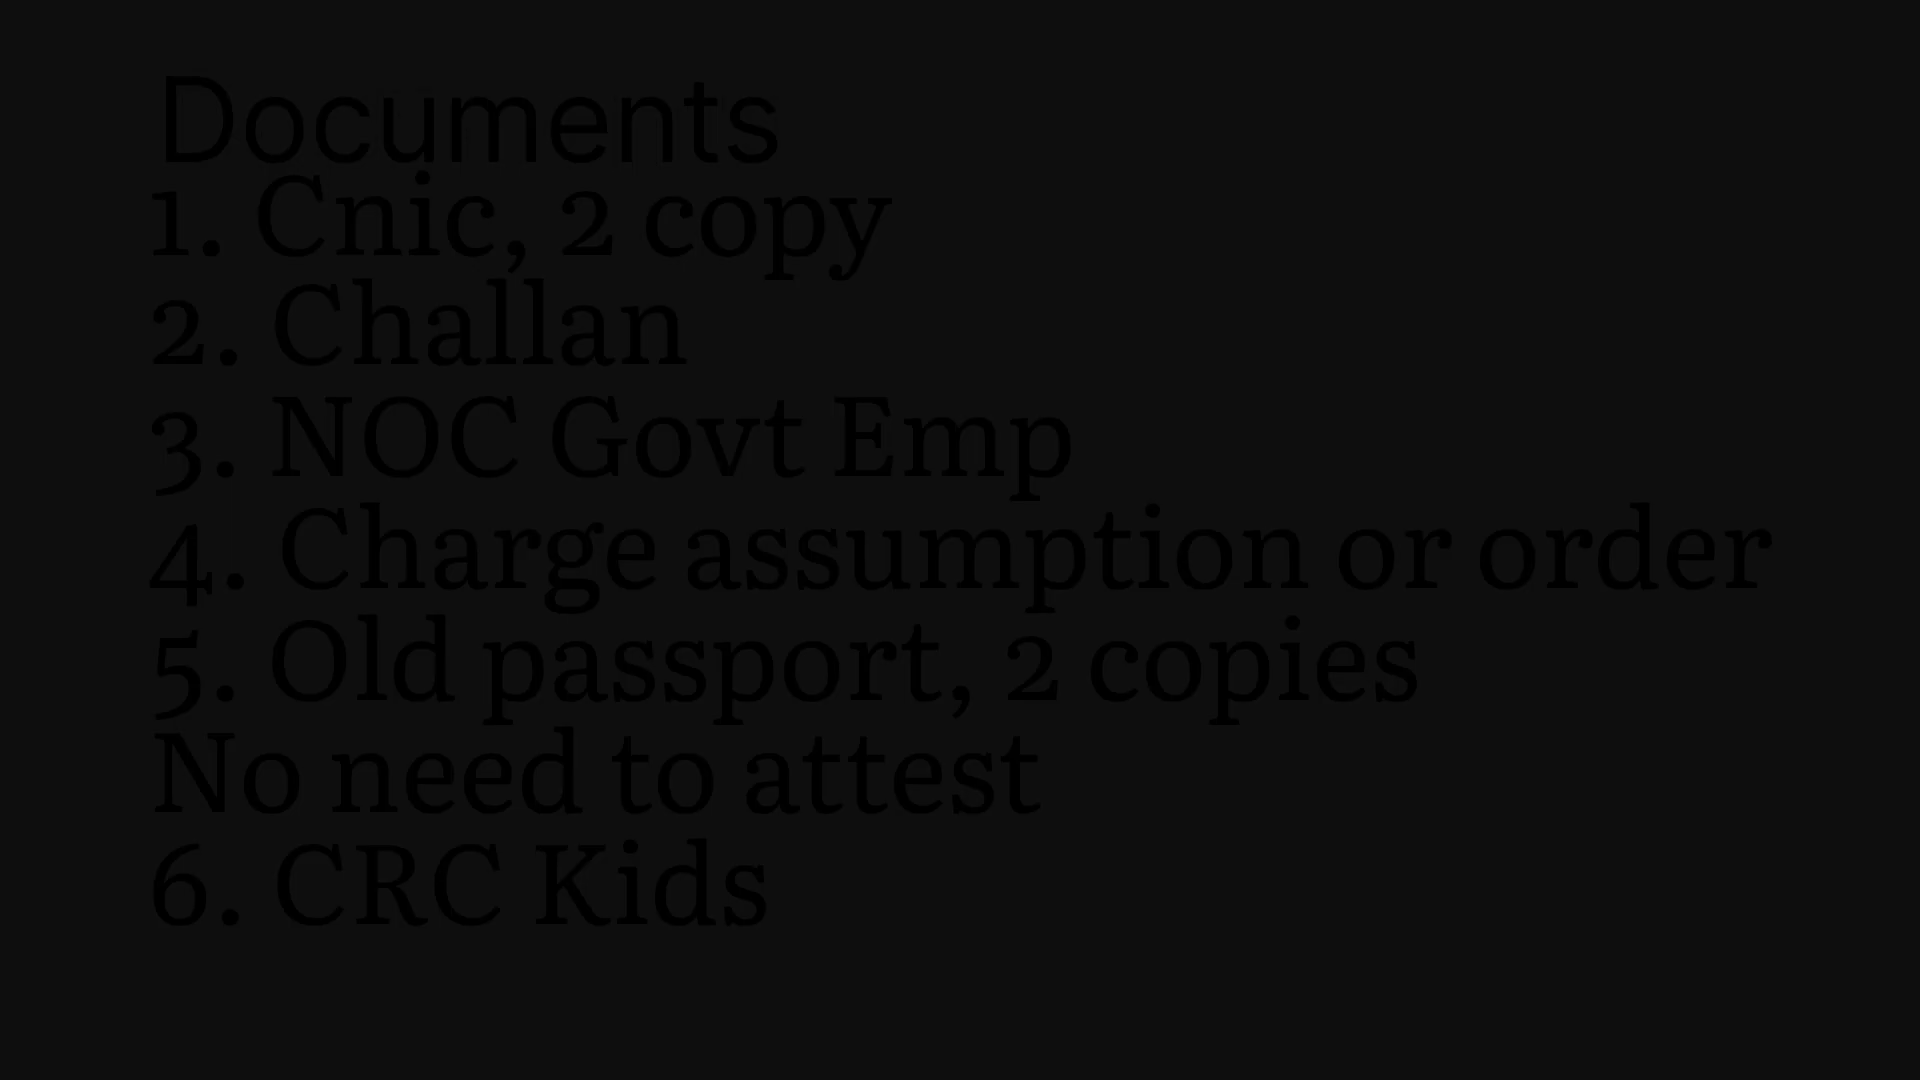 Documents
1. Cnic, 2 copy
2. Challan
3. NOC Govt Emp
4. Charge assumption or order
5. Old passport, 2 copies
No need to attest
6. CRC Kids